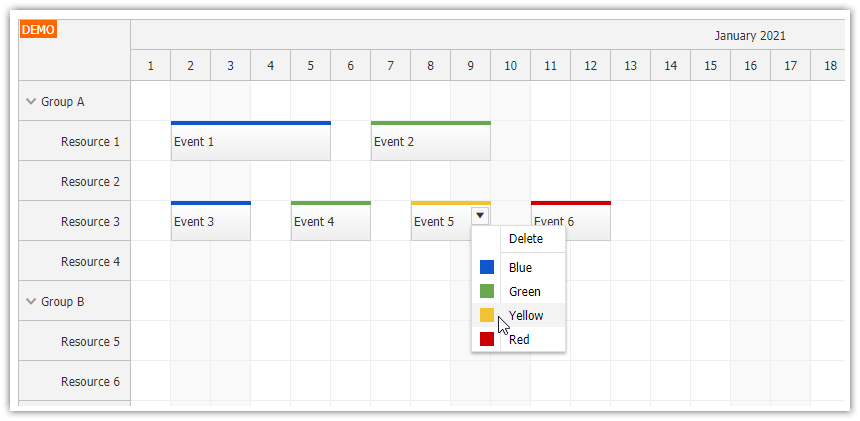 DEMO
January 2021
1 2 3 4 5 6 7 8 9 10 11 12 13 14 15 16 17 18
Group A
Resource 1 Event 1 Event 2
Resource 2
Resource 3 Event 3 Event 4 Event 5 Event 6
Delete
Resource 4
Blue
Green
Group B
Yellow
Red
Resource 5
Resource 6